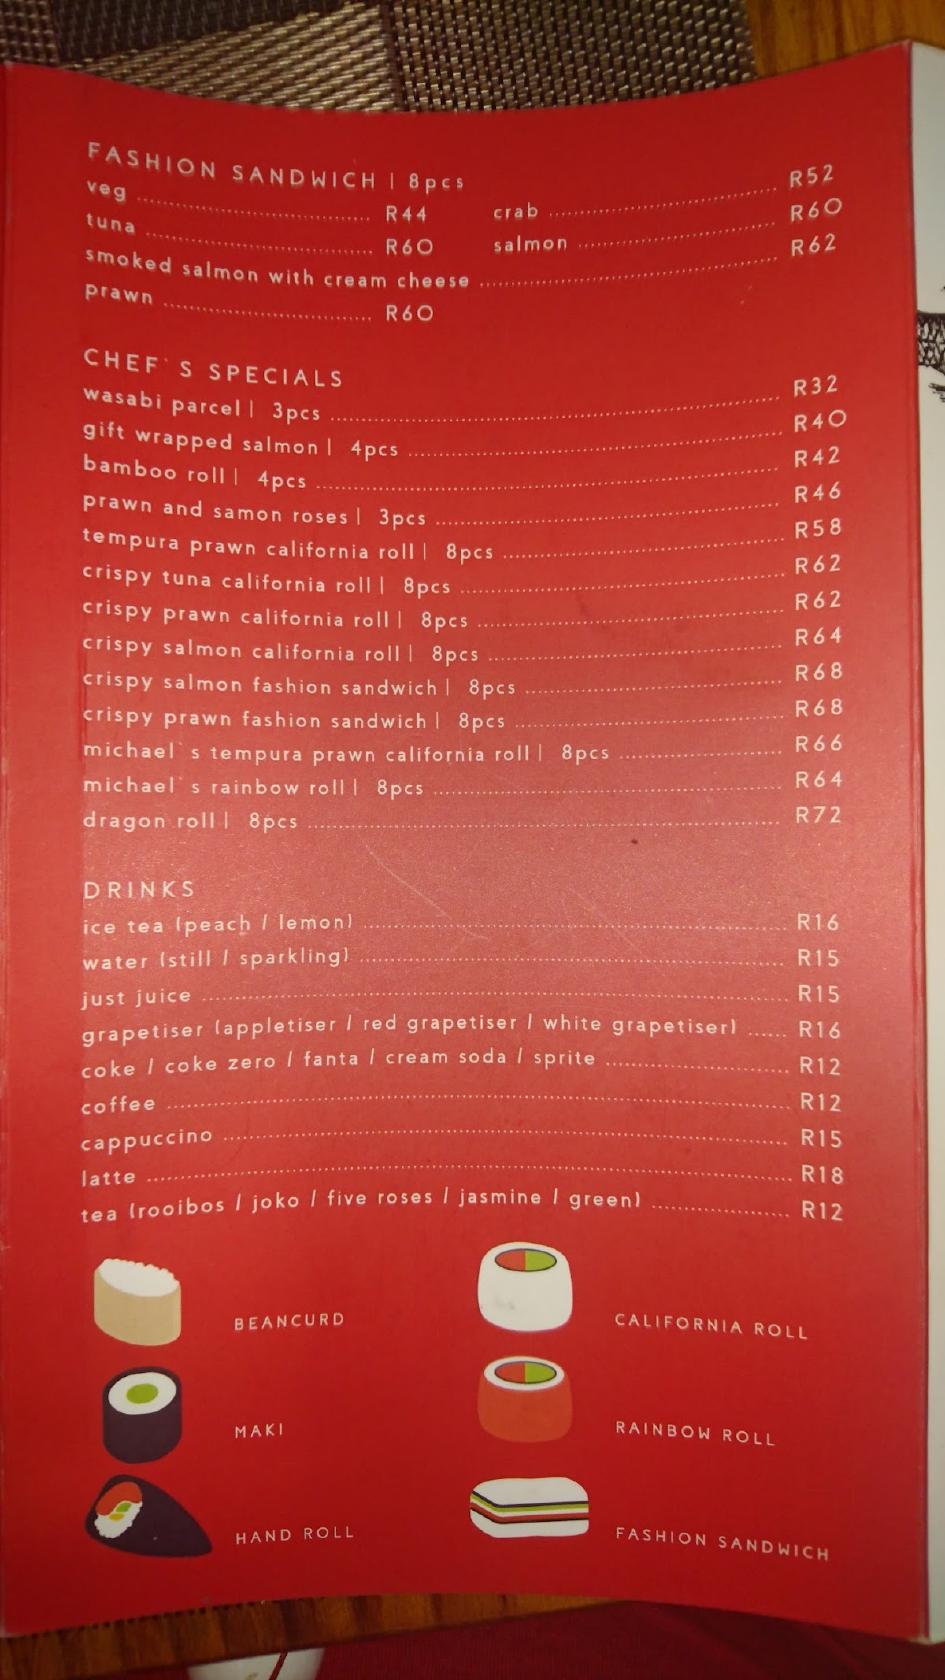 FASHION SANDWICH | 8pcs
veg R44 crab R52
tuna R60 salmon R60
smoked salmon with cream cheese R62
prawn R60
CHEF`S SPECIALS
wasabi parcel | 3pcs R32
gift wrapped salmon | 4pcs R40
bamboo roll | 4pcs R42
prawn and samon roses | 3pcs R46
tempura prawn california roll | 8pcs R58
crispy tuna california roll | 8pcs R62
crispy prawn california roll | 8pcs R62
crispy salmon california roll | 8pcs R64
crispy salmon fashion sandwich | 8pcs R68
crispy prawn fashion sandwich | 8pcs R68
michael`s tempura prawn california roll | 8pcs R66
michael`s rainbow roll | 8pcs R64
dragon roll | 8pcs R72
DRINKS
ice tea (peach / lemon) R16
water (still / sparkling) R15
just juice R15
grapetiser (appletiser / red grapetiser / white grapetiser) R16
coke / coke zero / fanta / cream soda / sprite R12
coffee R12
cappuccino R15
latte R18
tea (rooibos / joko / five roses / jasmine / green) R12
BEANCURD
CALIFORNIA ROLL
MAKI
RAINBOW ROLL
HAND ROLL
FASHION SANDWICH